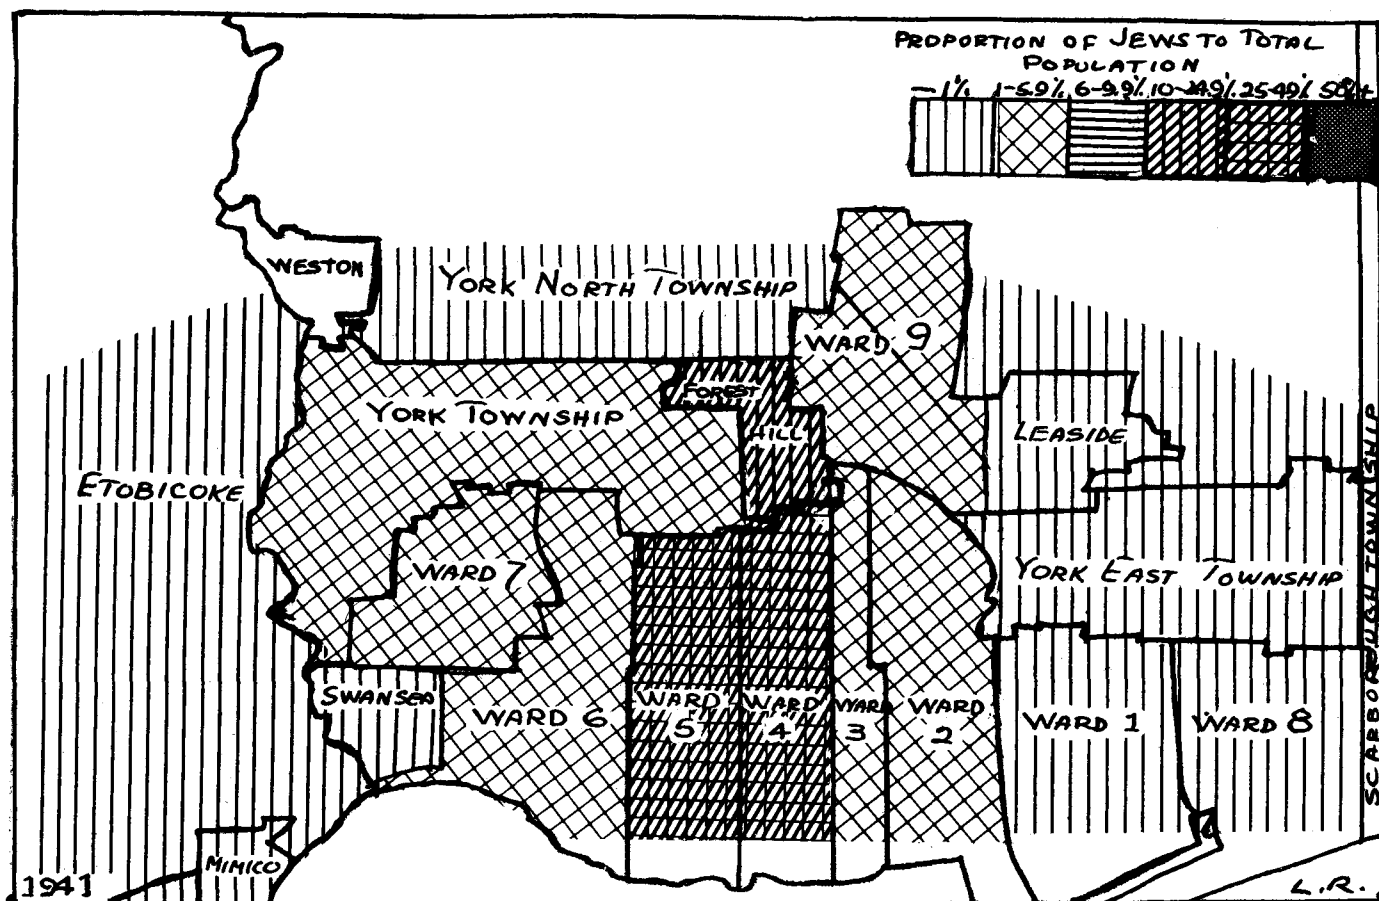 PROPORTION OF JEWS TO TOTAL
POPULATION
-1% 1-5.9% 6-9.9% 10-24.9% 25-49% 50%+
WESTON
YORK NORTH TOWNSHIP
WARD 9
FOREST
HILL
YORK TOWNSHIP
LEASIDE
ETOBICOKE
WARD 7
YORK EAST TOWNSHIP
SCARBOROUGH TOWNSHIP
SWANSEA
WARD 6
WARD
5
WARD
4
WARD
3
WARD
2
WARD 1
WARD 8
MIMICO
1941
L.R.